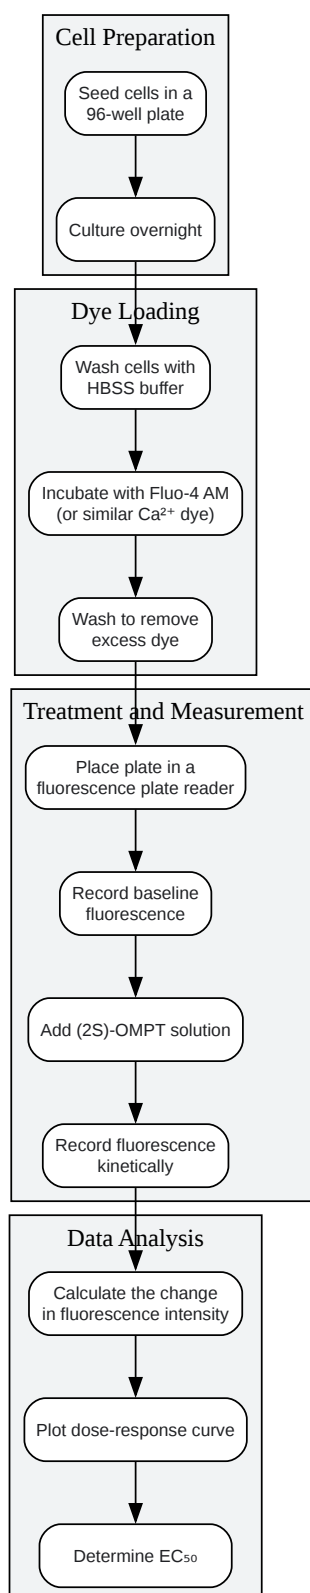 Cell Preparation
Seed cells in a
96-well plate
Culture overnight
Dye Loading
Wash cells with
HBSS buffer
Incubate with Fluo-4 AM
(or similar Ca²⁺ dye)
Wash to remove
excess dye
Treatment and Measurement
Place plate in a
fluorescence plate reader
Record baseline
fluorescence
Add (2S)-OMPT solution
Record fluorescence
kinetically
Data Analysis
Calculate the change
in fluorescence intensity
Plot dose-response curve
Determine EC₅₀